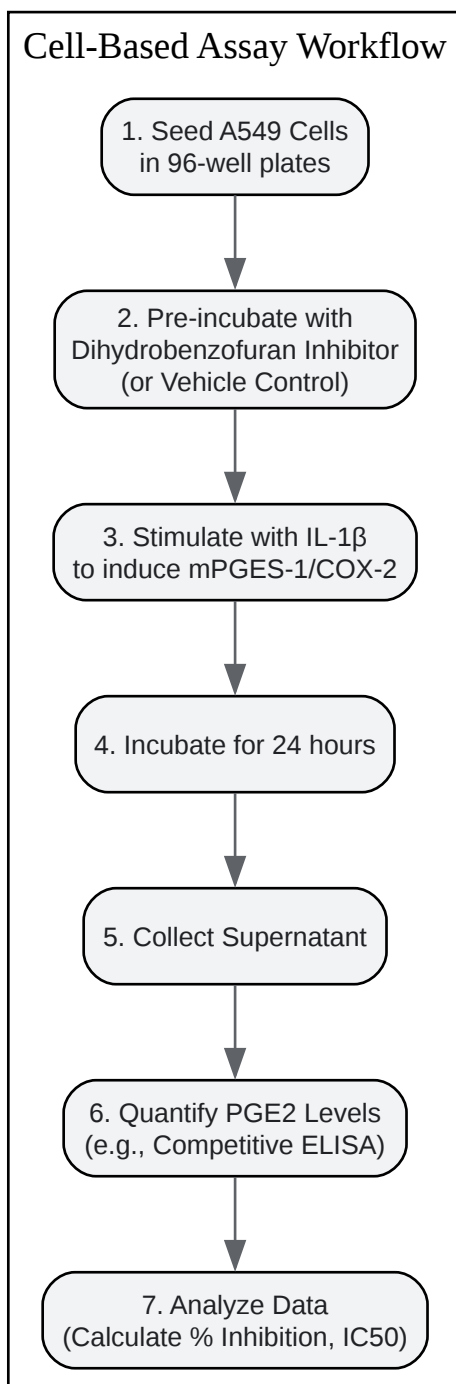 Cell-Based Assay Workflow
1. Seed A549 Cells
in 96-well plates
2. Pre-incubate with
Dihydrobenzofuran Inhibitor
(or Vehicle Control)
3. Stimulate with IL-1β
to induce mPGES-1/COX-2
4. Incubate for 24 hours
5. Collect Supernatant
6. Quantify PGE2 Levels
(e.g., Competitive ELISA)
7. Analyze Data
(Calculate % Inhibition, IC50)